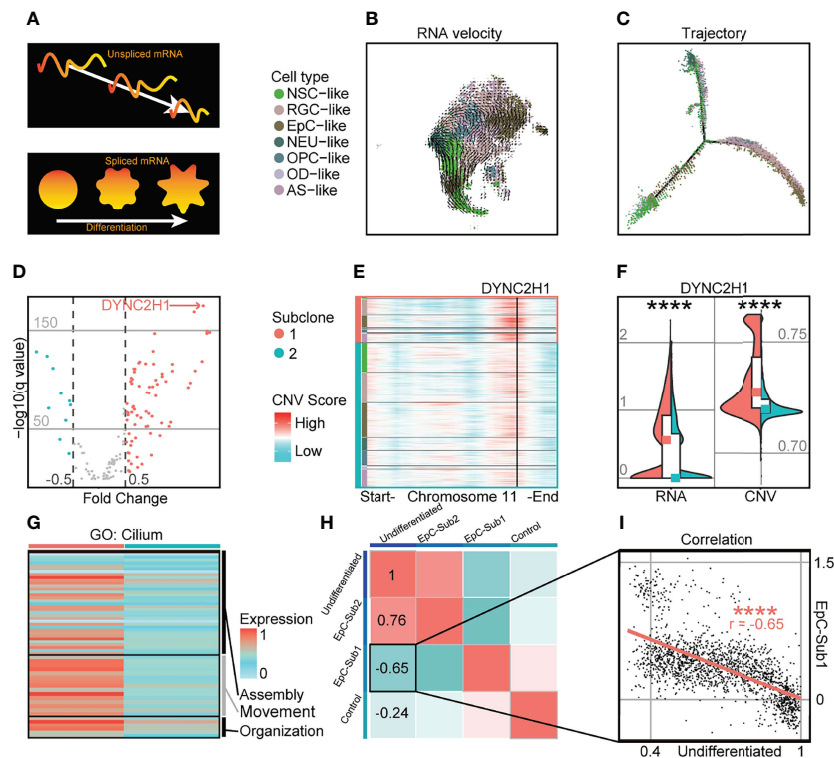 A
Unspliced mRNA
Spliced mRNA
Differentiation
Cell type
NSC-like
RGC-like
EpC-like
NEU-like
OPC-like
OD-like
AS-like
B
RNA velocity
C
Trajectory
D
DYNC2H1
150
50
-0.5
0.5
-log10(q value)
Fold Change
Subclone
1
2
CNV Score
High
Low
E
DYNC2H1
Start- Chromosome 11 -End
F
DYNC2H1
**** ****
2
1
0
0.75
0.70
RNA
CNV
G
GO: Cilium
Expression
1
0
Assembly
Movement
Organization
H
Undifferentiated
EpC-Sub2
EpC-Sub1
Control
Undifferentiated
EpC-Sub2
EpC-Sub1
Control
1
0.76
-0.65
-0.24
I
Correlation
****
r = -0.65
1.5
0
EpC-Sub1
0.4 Undifferentiated 1